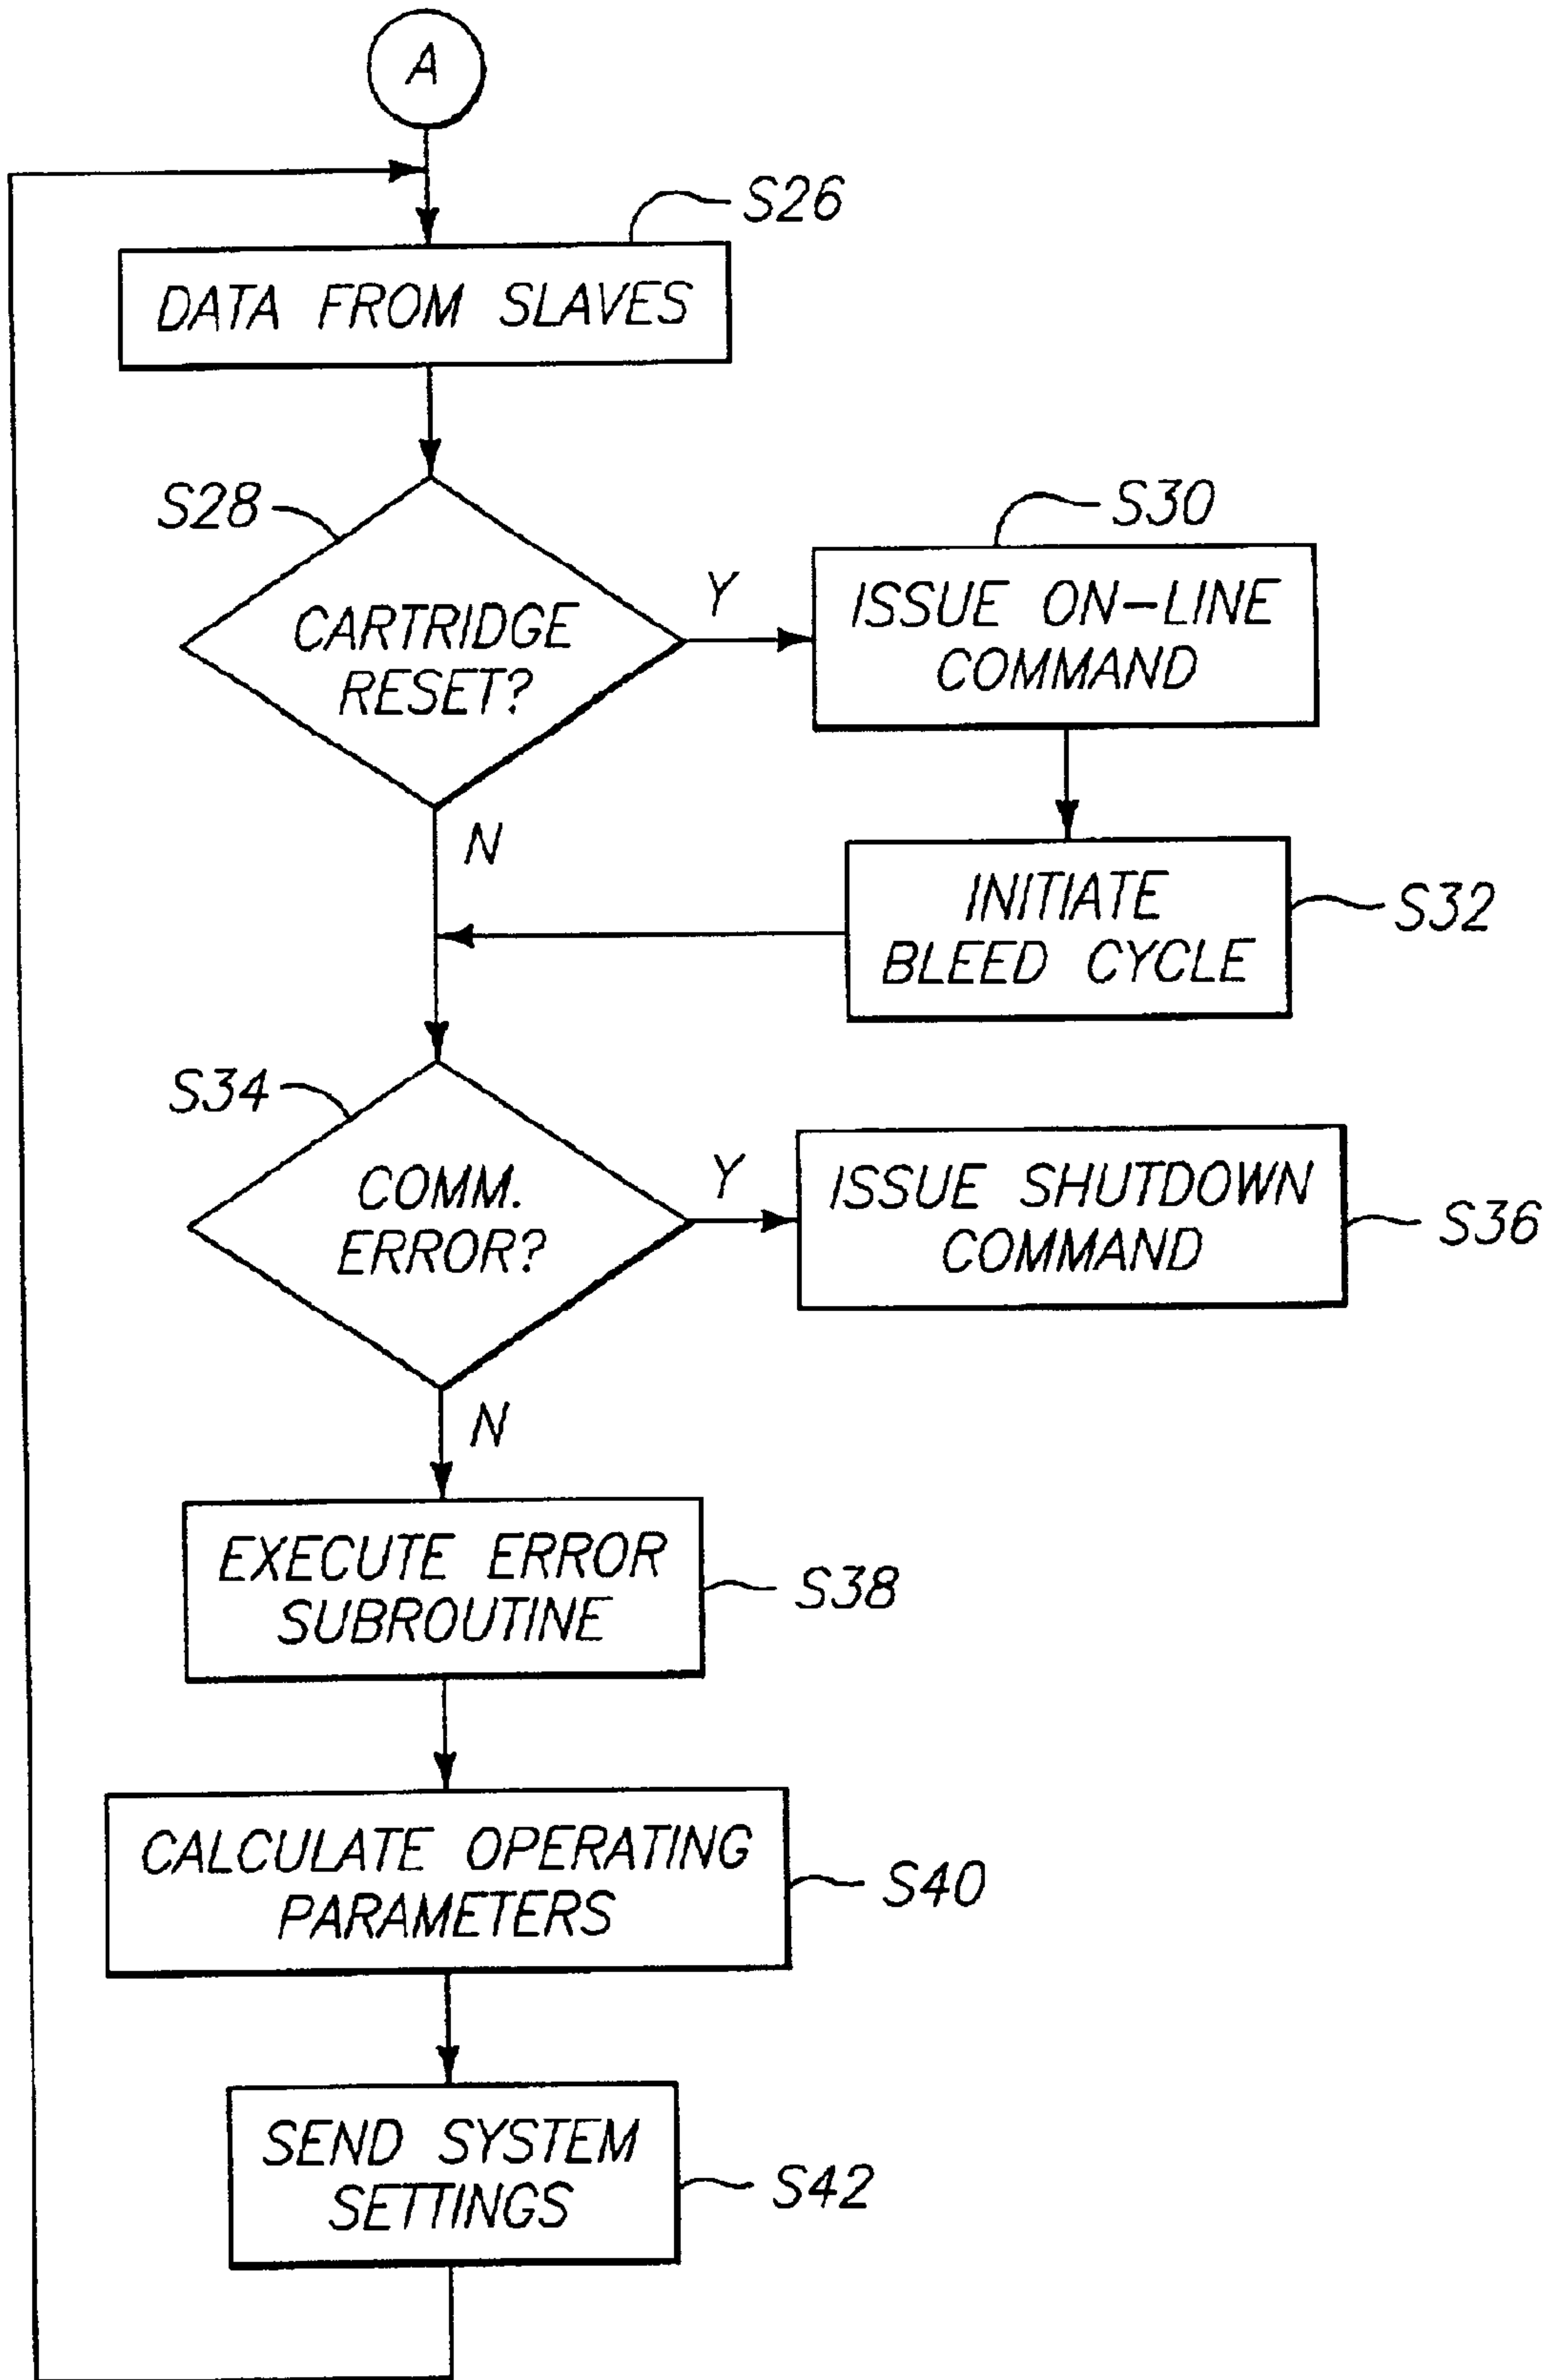 A
S26
DATA FROM SLAVES
S28
CARTRIDGE
RESET?
Y
N
S30
ISSUE ON-LINE
COMMAND
INITIATE
BLEED CYCLE
S32
S34
COMM.
ERROR?
Y
N
ISSUE SHUTDOWN
COMMAND
S36
EXECUTE ERROR
SUBROUTINE
S38
CALCULATE OPERATING
PARAMETERS
S40
SEND SYSTEM
SETTINGS
S42